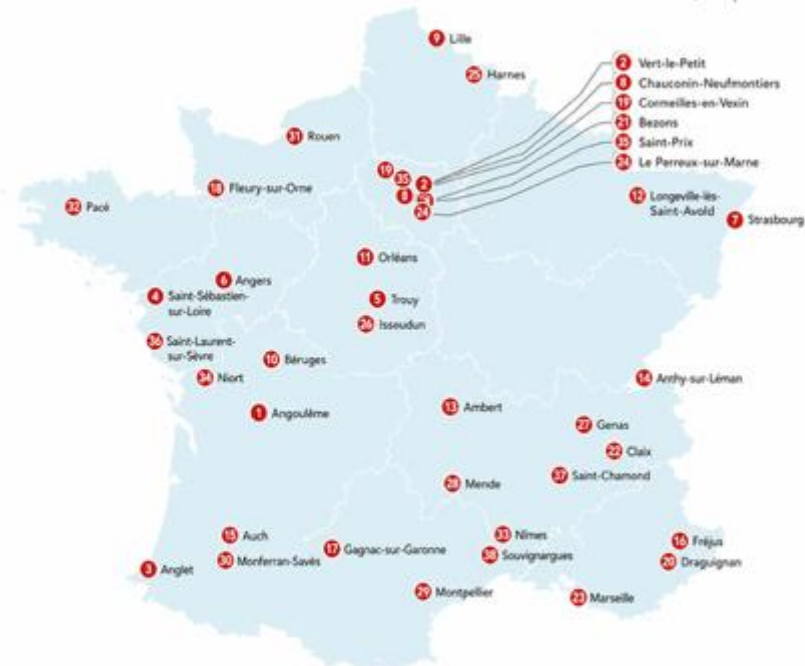 9 Lille
25 Harnes
2 Vert-le-Petit
8 Chauconin-Neufmontiers
19 Cormeilles-en-Vexin
21 Bezons
35 Saint-Prix
24 Le Perreux-sur-Marne
31 Rouen
19
35
2
8
24
18 Fleury-sur-Orne
32 Pacé
12 Longeville-lès-
Saint-Avold
7 Strasbourg
11 Orléans
6 Angers
4 Saint-Sébastien-
sur-Loire
5 Trouy
26 Issoudun
36 Saint-Laurent-
sur-Sèvre
10 Béruges
34 Niort
14 Anthy-sur-Léman
1 Angoulême
13 Ambert
27 Genas
22 Claix
37 Saint-Chamond
28 Mende
15 Auch
33 Nîmes
16 Fréjus
17 Gagnac-sur-Garonne
38 Souvignargues
30 Monferran-Savès
20 Draguignan
3 Anglet
29 Montpellier
23 Marseille